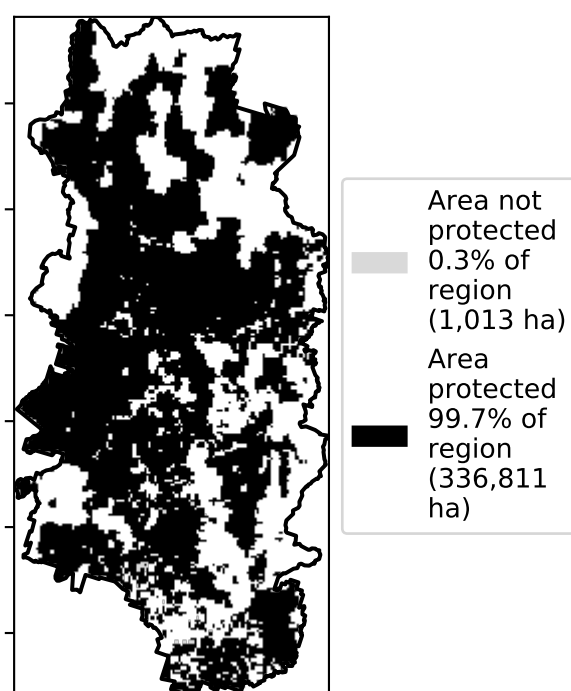 Area not
protected
0.3% of
region
(1,013 ha)
Area
protected
99.7% of
region
(336,811
ha)